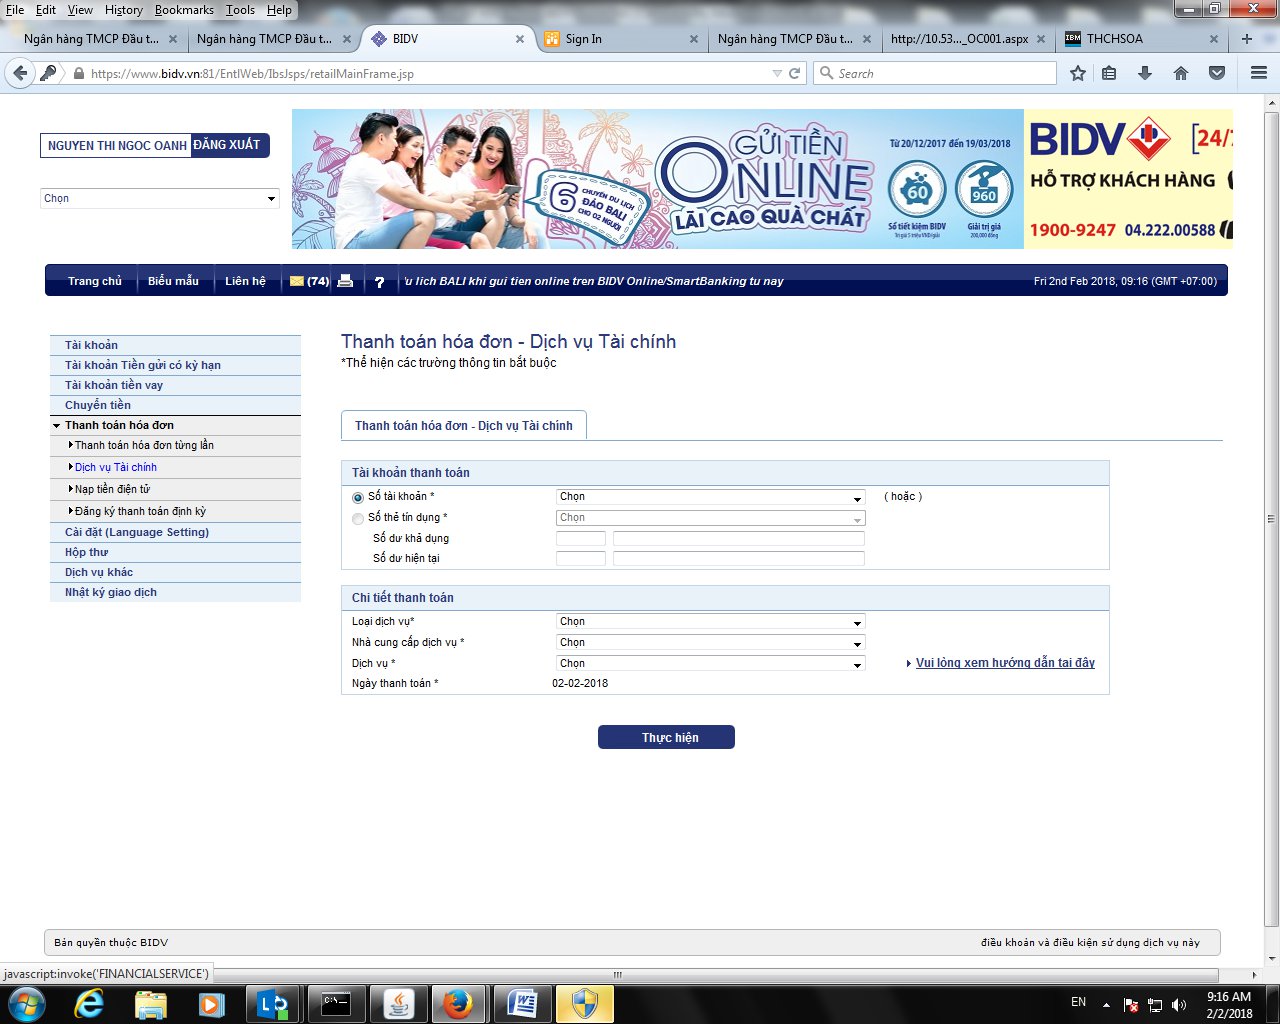 File Edit View History Bookmarks Tools Help
Ngân hàng TMCP Đầu t...
Ngân hàng TMCP Đầu t...
BIDV
Sign In
Ngân hàng TMCP Đầu t...
http://10.53..._OC001.aspx
IBM THCHSOA
https://www.bidv.vn:81/EntlWeb/IbsJsps/retailMainFrame.jsp
Search
NGUYEN THI NGOC OANH ĐĂNG XUẤT
Chọn
6 CHUYẾN DU LỊCH
ĐẢO BALI
CHO 02 NGƯỜI
GỬI TIỀN
ONLINE
LÃI CAO QUÀ CHẤT
Từ 20/12/2017 đến 19/03/2018
60
960
Sổ tiết kiệm BIDV
Trị giá 5 triệu VND/giải
Giải trị giá
200,000 đồng
BIDV [24/7
HỖ TRỢ KHÁCH HÀNG
1900-9247 04.222.00588
Trang chủ Biểu mẫu Liên hệ (74) ? 'u lich BALI khi gui tien online tren BIDV Online/SmartBanking tu nay Fri 2nd Feb 2018, 09:16 (GMT +07:00)
Tài khoản
Tài khoản Tiền gửi có kỳ hạn
Tài khoản tiền vay
Chuyển tiền
Thanh toán hóa đơn
Thanh toán hóa đơn từng lần
Dịch vụ Tài chính
Nạp tiền điện tử
Đăng ký thanh toán định kỳ
Cài đặt (Language Setting)
Hộp thư
Dịch vụ khác
Nhật ký giao dịch
Thanh toán hóa đơn - Dịch vụ Tài chính
*Thể hiện các trường thông tin bắt buộc
Thanh toán hóa đơn - Dịch vụ Tài chính
Tài khoản thanh toán
Số tài khoản * Chọn ( hoặc )
Số thẻ tín dụng * Chọn
Số dư khả dụng
Số dư hiện tại
Chi tiết thanh toán
Loại dịch vụ* Chọn
Nhà cung cấp dịch vụ * Chọn
Dịch vụ * Chọn Vui lòng xem hướng dẫn tại đây
Ngày thanh toán * 02-02-2018
Thực hiện
Bản quyền thuộc BIDV điều khoản và điều kiện sử dụng dịch vụ này
javascript:invoke('FINANCIALSERVICE')
EN
9:16 AM
2/2/2018